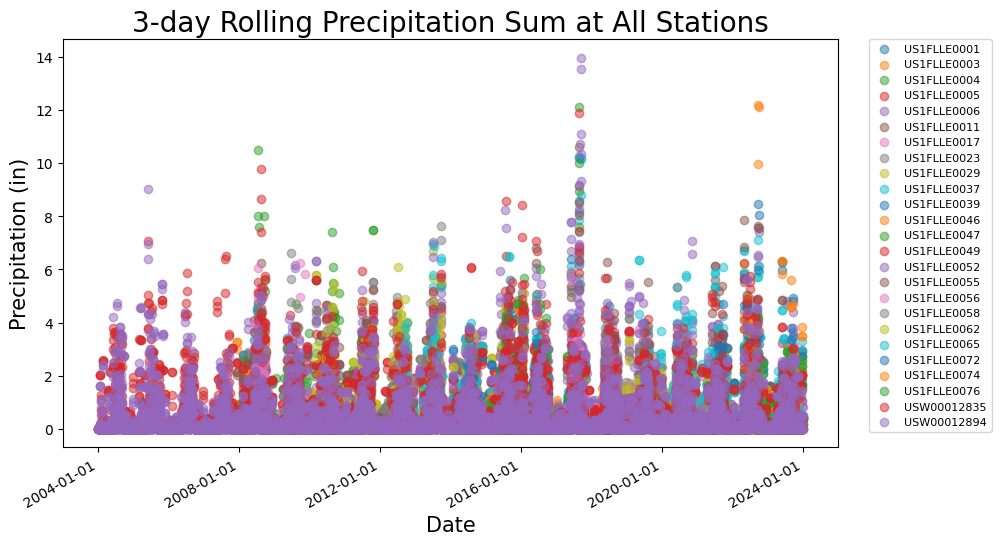 3-day Rolling Precipitation Sum at All Stations
Precipitation (in)
14
12
10
8
6
4
2
0
2004-01-01
2008-01-01
2012-01-01
2016-01-01
2020-01-01
2024-01-01
Date
US1FLLE0001
US1FLLE0003
US1FLLE0004
US1FLLE0005
US1FLLE0006
US1FLLE0011
US1FLLE0017
US1FLLE0023
US1FLLE0029
US1FLLE0037
US1FLLE0039
US1FLLE0046
US1FLLE0047
US1FLLE0049
US1FLLE0052
US1FLLE0055
US1FLLE0056
US1FLLE0058
US1FLLE0062
US1FLLE0065
US1FLLE0072
US1FLLE0074
US1FLLE0076
USW00012835
USW00012894